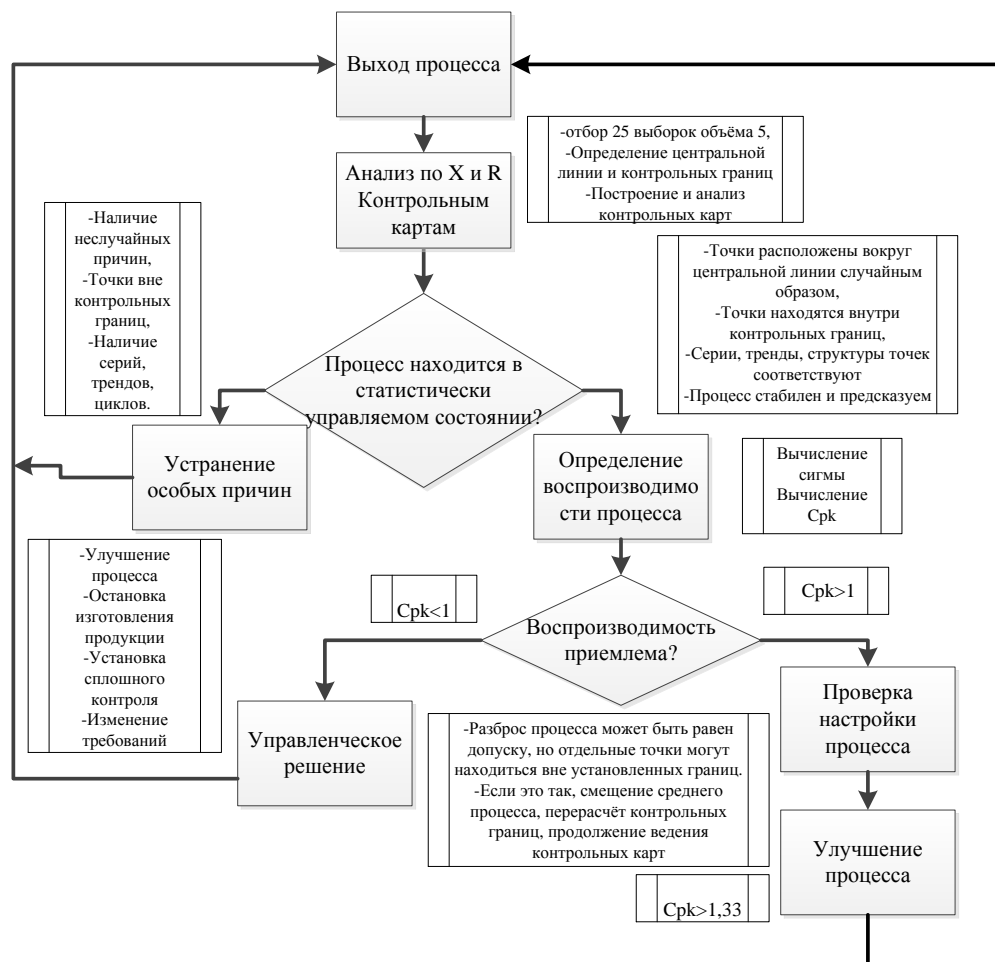 Выход процесса
-отбор 25 выборок объёма 5,
-Определение центральной
линии и контрольных границ
-Построение и анализ
контрольных карт
Анализ по X и R
Контрольным
картам
-Наличие
неслучайных
причин,
-Точки вне
контрольных
границ,
-Наличие
серий,
трендов,
циклов.
-Точки расположены вокруг
центральной линии случайным
образом,
-Точки находятся внутри
контрольных границ,
-Серии, тренды, структуры точек
соответствуют
-Процесс стабилен и предсказуем
Процесс находится в
статистически
управляемом состоянии?
Устранение
особых причин
Определение
воспроизводимо
сти процесса
Вычисление
сигмы
Вычисление
Cpk
-Улучшение
процесса
-Остановка
изготовления
продукции
-Установка
сплошного
контроля
-Изменение
требований
Cpk<1
Cpk>1
Воспроизводимость
приемлема?
Управленческое
решение
-Разброс процесса может быть равен
допуску, но отдельные точки могут
находиться вне установленных границ.
-Если это так, смещение среднего
процесса, перерасчёт контрольных
границ, продолжение ведения
контрольных карт
Проверка
настройки
процесса
Улучшение
процесса
Cpk>1,33